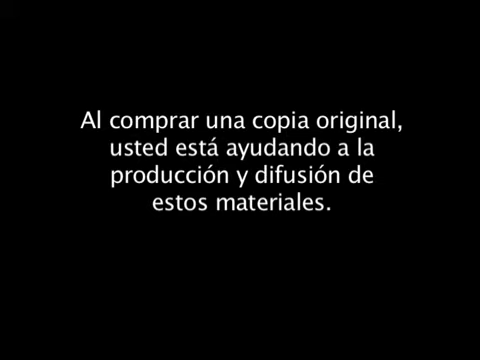 Al comprar una copia original,
usted está ayudando a la
producción y difusión de
estos materiales.